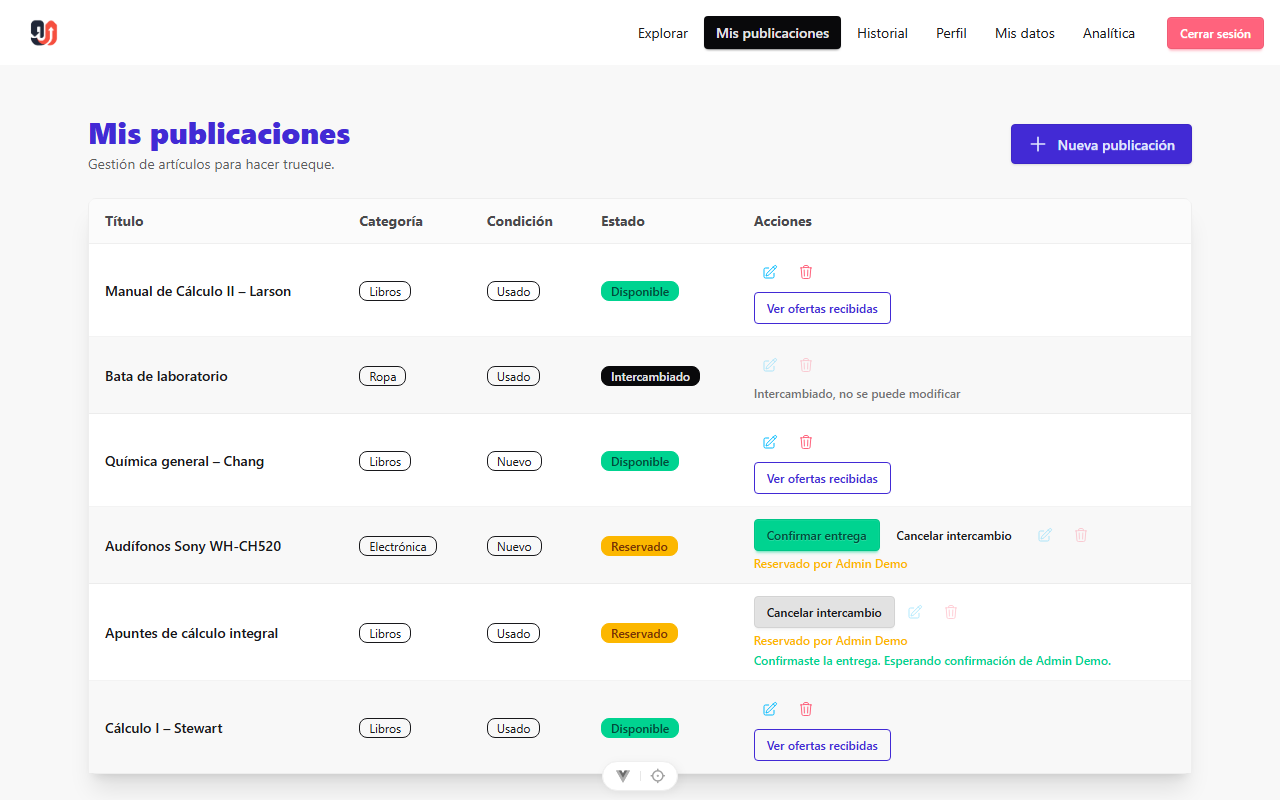 Explorar
Mis publicaciones
Historial
Perfil
Mis datos
Analítica
Cerrar sesión
Mis publicaciones
Gestión de artículos para hacer trueque.
Nueva publicación
Título Categoría Condición Estado Acciones
Manual de Cálculo II – Larson Libros Usado Disponible
Ver ofertas recibidas
Bata de laboratorio Ropa Usado Intercambiado
Intercambiado, no se puede modificar
Química general – Chang Libros Nuevo Disponible
Ver ofertas recibidas
Audífonos Sony WH-CH520 Electrónica Nuevo Reservado
Confirmar entrega Cancelar intercambio
Reservado por Admin Demo
Apuntes de cálculo integral Libros Usado Reservado
Cancelar intercambio
Reservado por Admin Demo
Confirmaste la entrega. Esperando confirmación de Admin Demo.
Cálculo I – Stewart Libros Usado Disponible
Ver ofertas recibidas